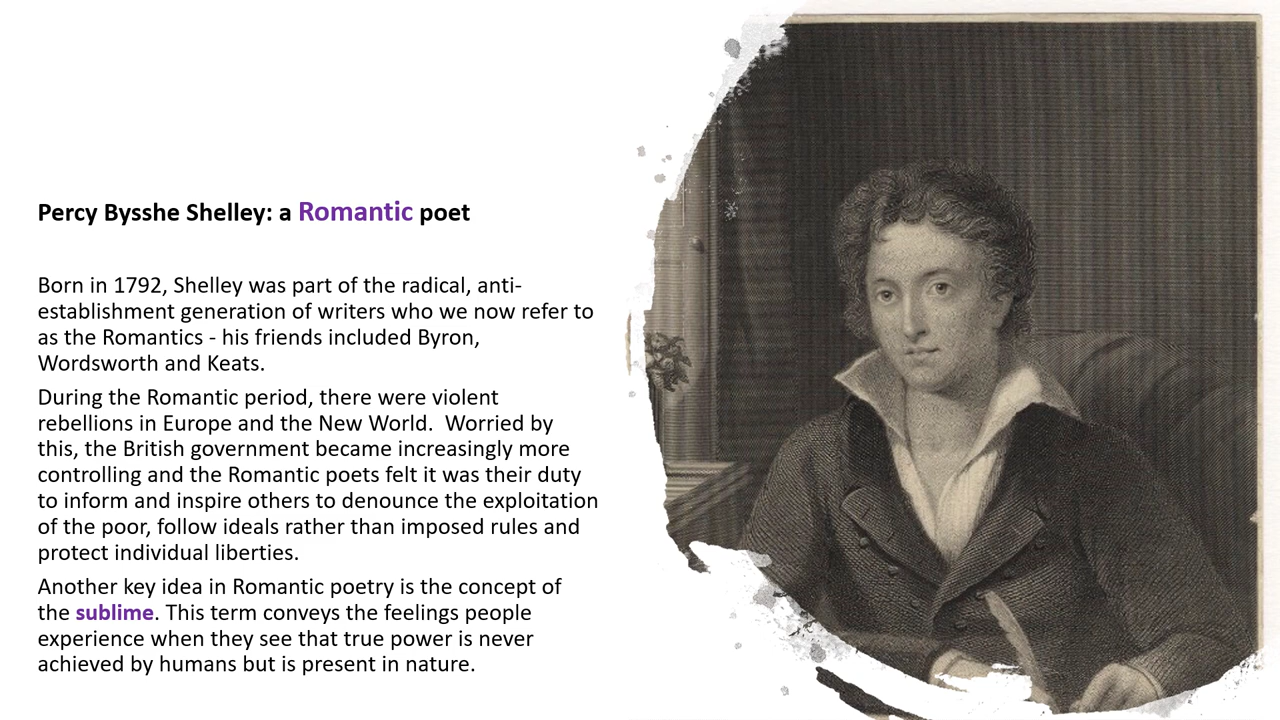 Percy Bysshe Shelley: a Romantic poet
Born in 1792, Shelley was part of the radical, anti-
establishment generation of writers who we now refer to
as the Romantics - his friends included Byron,
Wordsworth and Keats.
During the Romantic period, there were violent
rebellions in Europe and the New World.  Worried by
this, the British government became increasingly more
controlling and the Romantic poets felt it was their duty
to inform and inspire others to denounce the exploitation
of the poor, follow ideals rather than imposed rules and
protect individual liberties.
Another key idea in Romantic poetry is the concept of
the sublime. This term conveys the feelings people
experience when they see that true power is never
achieved by humans but is present in nature.